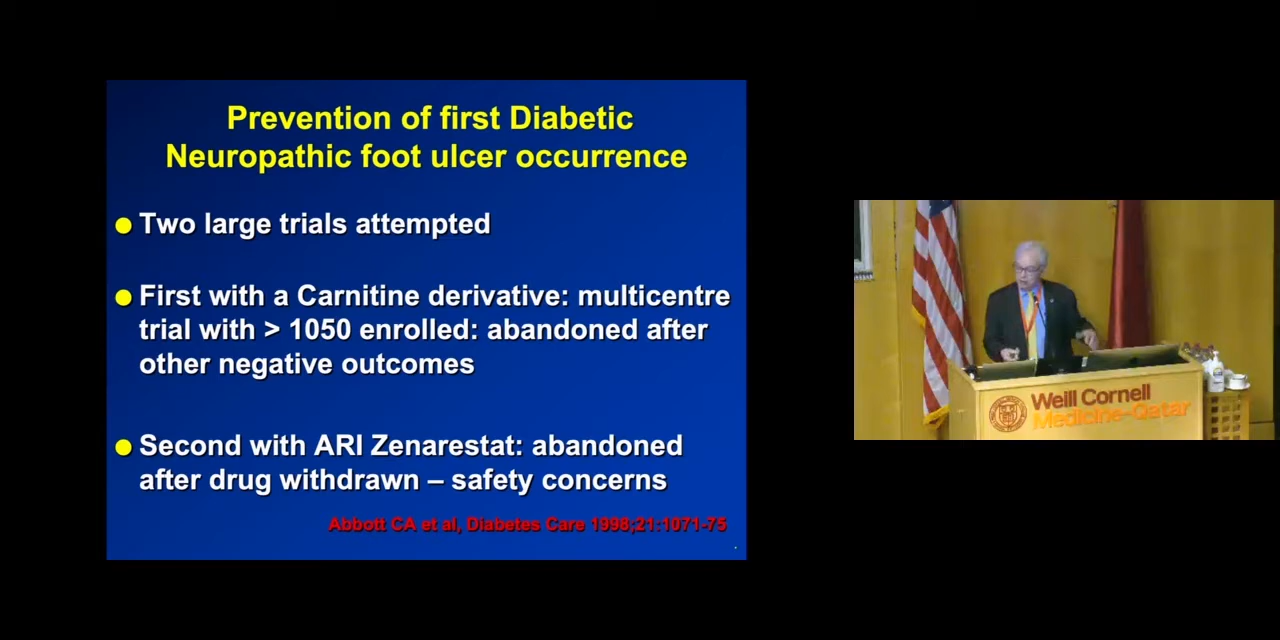 Prevention of first Diabetic
Neuropathic foot ulcer occurrence
Two large trials attempted
First with a Carnitine derivative: multicentre
trial with > 1050 enrolled: abandoned after
other negative outcomes
Second with ARI Zenarestat: abandoned
after drug withdrawn – safety concerns
Abbott CA et al, Diabetes Care 1998;21:1071-75
Weill Cornell
Medicine-Qatar